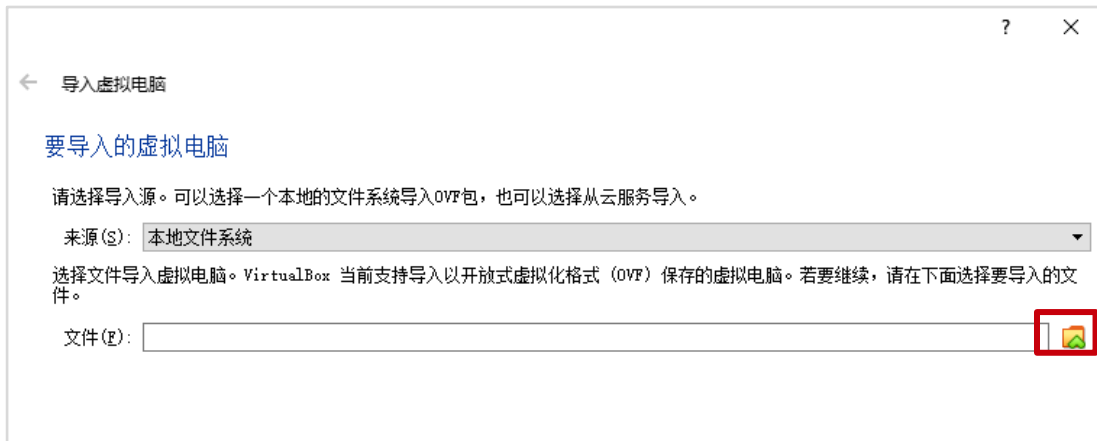 ?
导入虚拟电脑
要导入的虚拟电脑
请选择导入源。可以选择一个本地的文件系统导入OVF包，也可以选择从云服务导入。
来源(S): 本地文件系统
选择文件导入虚拟电脑。VirtualBox 当前支持导入以开放式虚拟化格式 (OVF) 保存的虚拟电脑。若要继续，请在下面选择要导入的文
件。
文件(F):